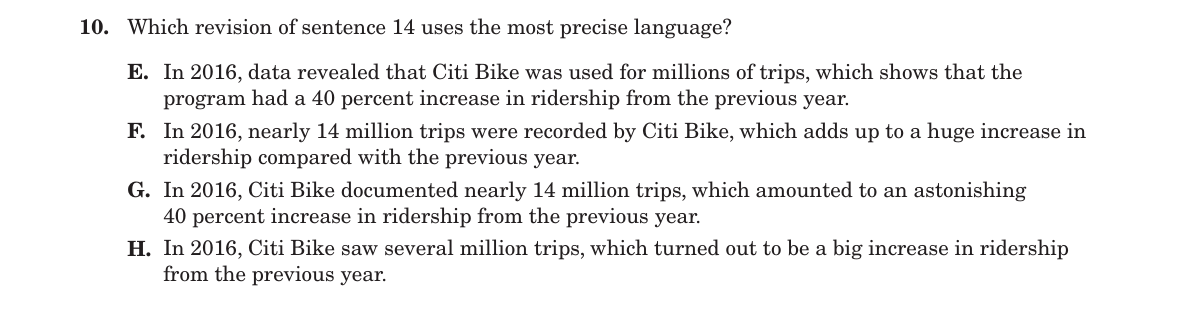 10. Which revision of sentence 14 uses the most precise language?
E. In 2016, data revealed that Citi Bike was used for millions of trips, which shows that the
program had a 40 percent increase in ridership from the previous year.
F. In 2016, nearly 14 million trips were recorded by Citi Bike, which adds up to a huge increase in
ridership compared with the previous year.
G. In 2016, Citi Bike documented nearly 14 million trips, which amounted to an astonishing
40 percent increase in ridership from the previous year.
H. In 2016, Citi Bike saw several million trips, which turned out to be a big increase in ridership
from the previous year.